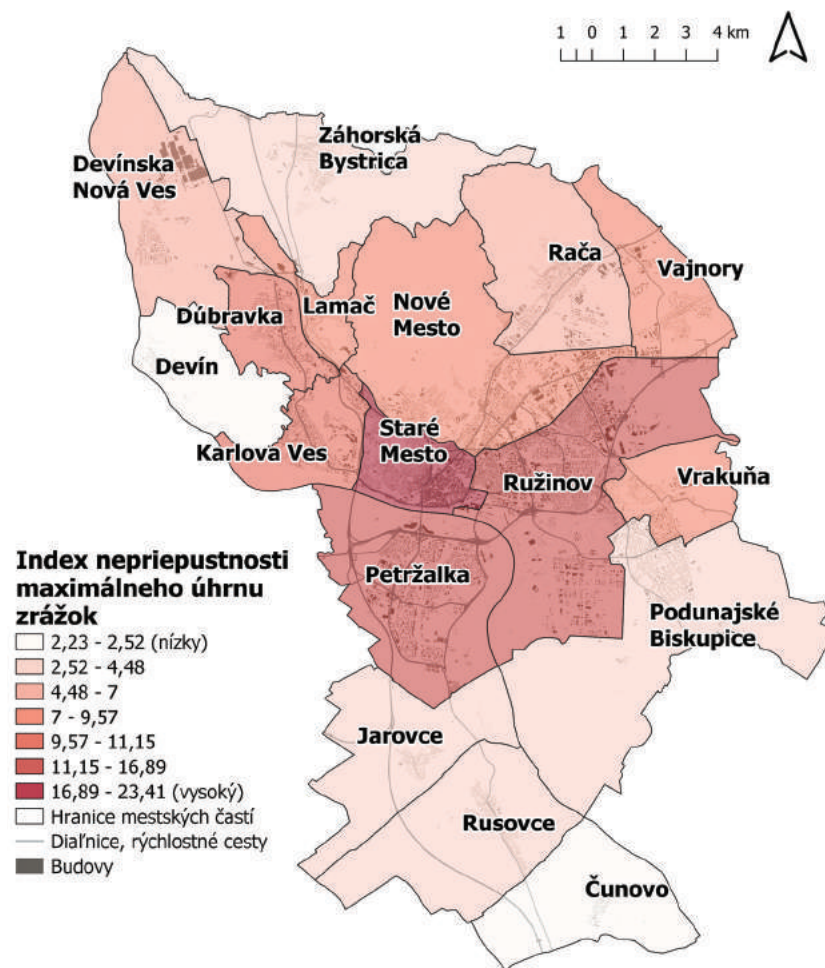 1 0 1 2 3 4 km
Záhorská
Bystrica
Devínska
Nová Ves
Rača
Vajnory
Lamač
Nové
Mesto
Dúbravka
Devín
Staré
Mesto
Karlova Ves
Ružinov
Vrakuňa
Petržalka
Podunajské
Biskupice
Jarovce
Rusovce
Čunovo
Index nepriepustnosti
maximálneho úhrnu
zrážok
2,23 - 2,52 (nízky)
2,52 - 4,48
4,48 - 7
7 - 9,57
9,57 - 11,15
11,15 - 16,89
16,89 - 23,41 (vysoký)
Hranice mestských častí
Diaľnice, rýchlostné cesty
Budovy